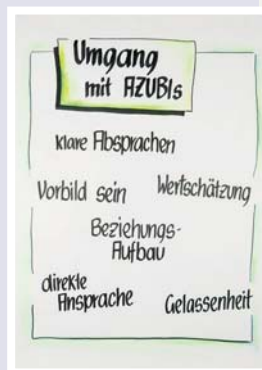 Umgang
mit AZUBIs
Klare Absprachen
Vorbild sein
Wertschätzung
Beziehungs-
Aufbau
direkte
Ansprache
Gelassenheit